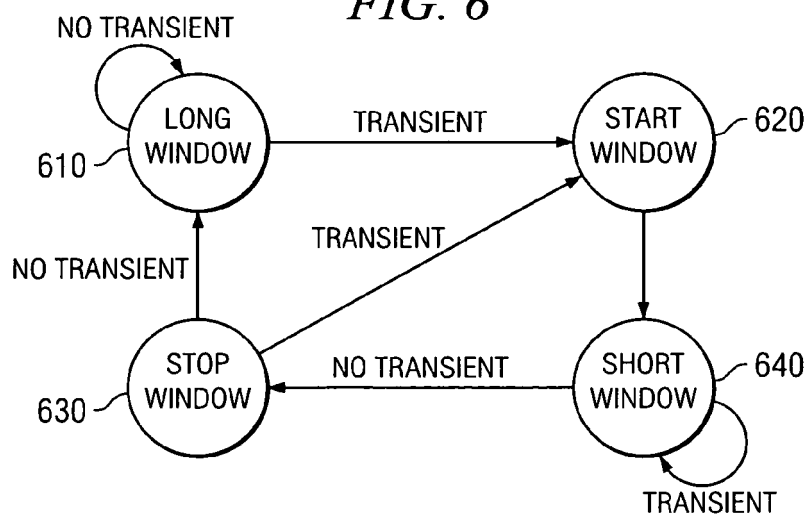 FIG. 6
NO TRANSIENT
LONG
WINDOW
610
TRANSIENT
START
WINDOW
620
TRANSIENT
NO TRANSIENT
STOP
WINDOW
630
NO TRANSIENT
SHORT
WINDOW
640
TRANSIENT